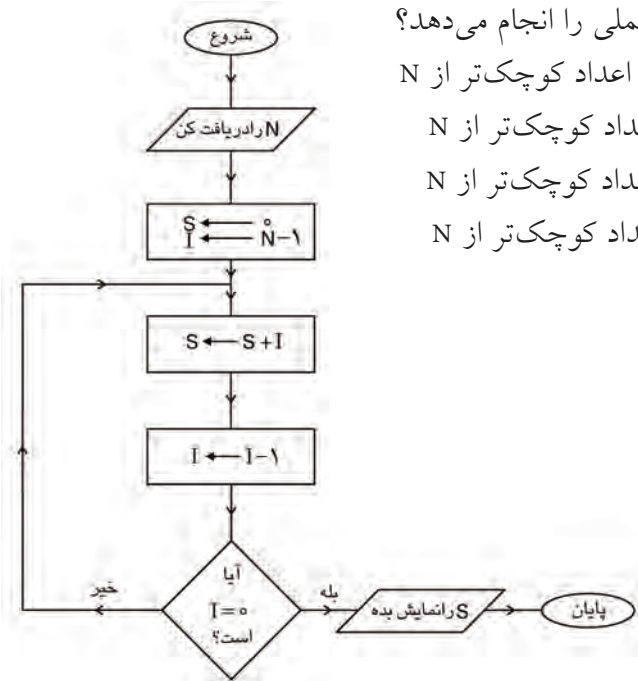 ملی را انجام می‌دهد؟
اعداد کوچک‌تر از N
داد کوچک‌تر از N
داد کوچک‌تر از N
داد کوچک‌تر از N
شروع
N را دریافت کن
S ← ۰
I ← N-۱
S ← S+I
I ← I-۱
آیا
I=۰
است؟
خیر
بله
S را نمایش بده
پایان